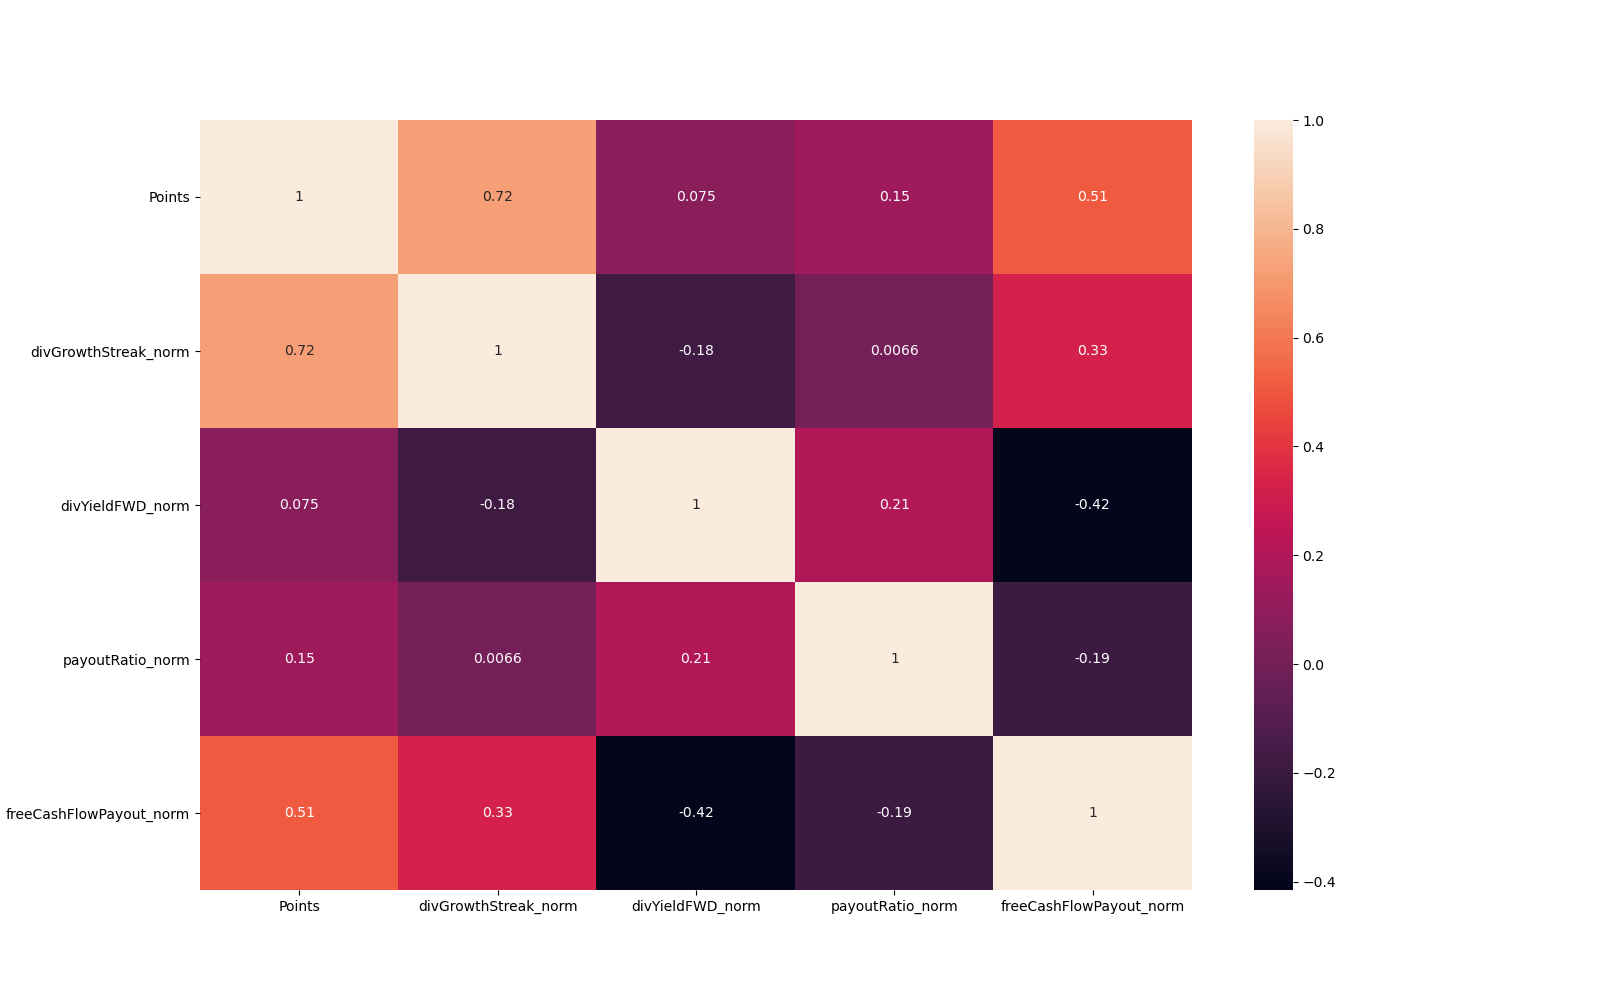 1.0
Points 1 0.72 0.075 0.15 0.51
0.8
0.6
divGrowthStreak_norm 0.72 1 -0.18 0.0066 0.33
0.4
divYieldFWD_norm 0.075 -0.18 1 0.21 -0.42
0.2
payoutRatio_norm 0.15 0.0066 0.21 1 -0.19
0.0
−0.2
freeCashFlowPayout_norm 0.51 0.33 -0.42 -0.19 1
−0.4
Points divGrowthStreak_norm divYieldFWD_norm payoutRatio_norm freeCashFlowPayout_norm